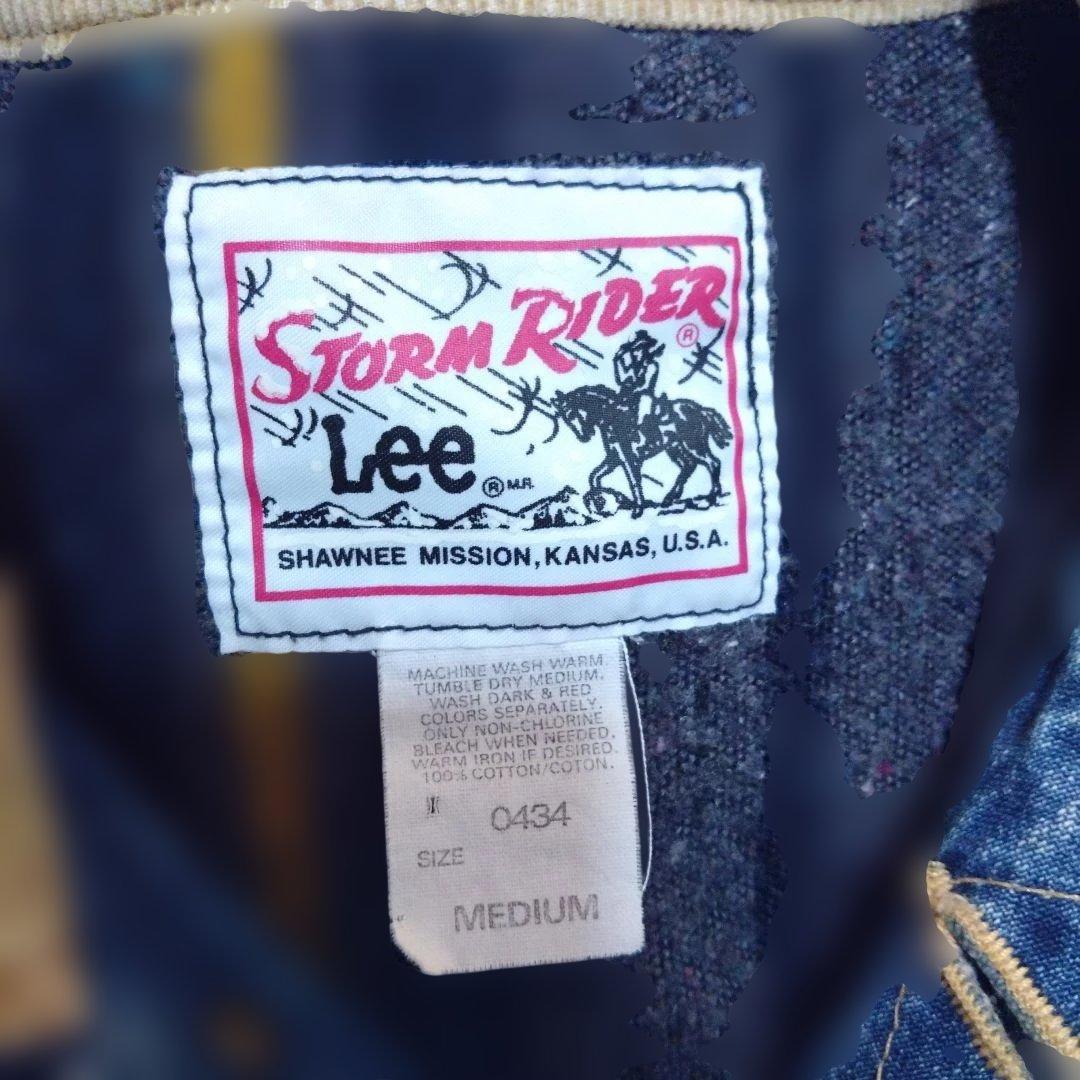 STORM RIDER ®
Lee ® M.R.
SHAWNEE MISSION, KANSAS, U.S.A.
MACHINE WASH WARM.
TUMBLE DRY MEDIUM.
WASH DARK & RED
COLORS SEPARATELY.
ONLY NON-CHLORINE
BLEACH WHEN NEEDED.
WARM IRON IF DESIRED.
100% COTTON/COTON.
0434
SIZE
MEDIUM